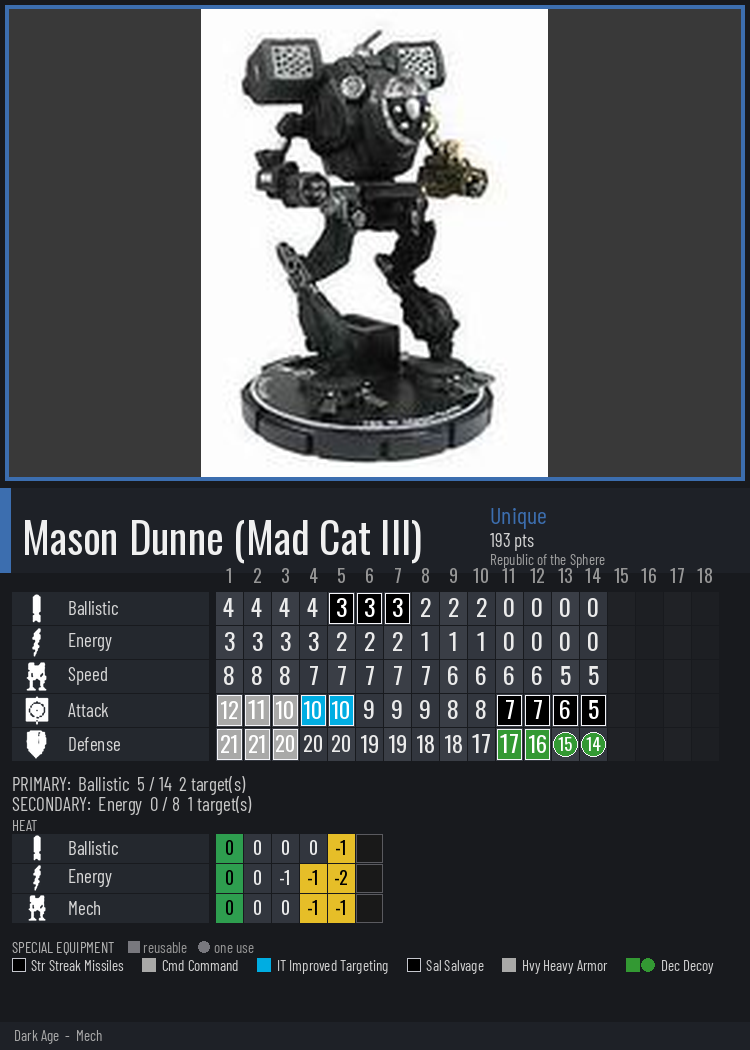 Mason Dunne (Mad Cat III)
Unique
193 pts
Republic of the Sphere
1 2 3 4 5 6 7 8 9 10 11 12 13 14 15 16 17 18
Ballistic 4 4 4 4 3 3 3 2 2 2 0 0 0 0
Energy 3 3 3 3 2 2 2 1 1 1 0 0 0 0
Speed 8 8 8 7 7 7 7 7 6 6 6 6 5 5
Attack 12 11 10 10 10 9 9 9 8 8 7 7 6 5
Defense 21 21 20 20 20 19 19 18 18 17 17 16 15 14
PRIMARY: Ballistic 5 / 14 2 target(s)
SECONDARY: Energy 0 / 8 1 target(s)
HEAT
Ballistic 0 0 0 0 -1
Energy 0 0 -1 -1 -2
Mech 0 0 0 -1 -1
SPECIAL EQUIPMENT reusable one use
Str Streak Missiles Cmd Command IT Improved Targeting Sal Salvage Hvy Heavy Armor Dec Decoy
Dark Age - Mech